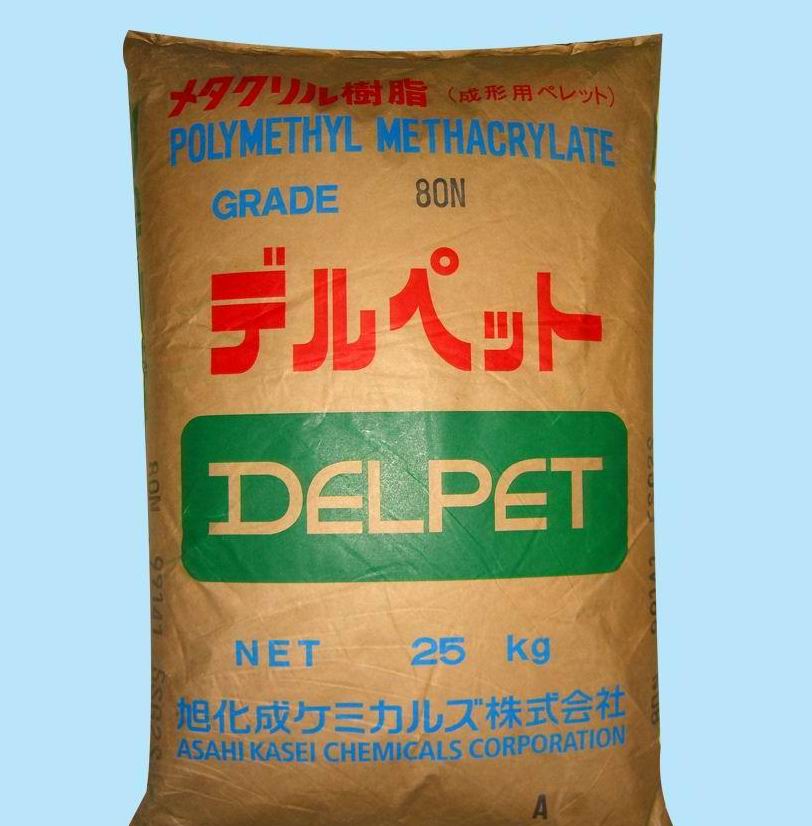 メタクリル樹脂 (成形用ペレット)
POLYMETHYL METHACRYLATE
GRADE 80N
デルペット
DELPET
NET 25 kg
旭化成ケミカルズ株式会社
ASAHI KASEI CHEMICALS CORPORATION
A
80N